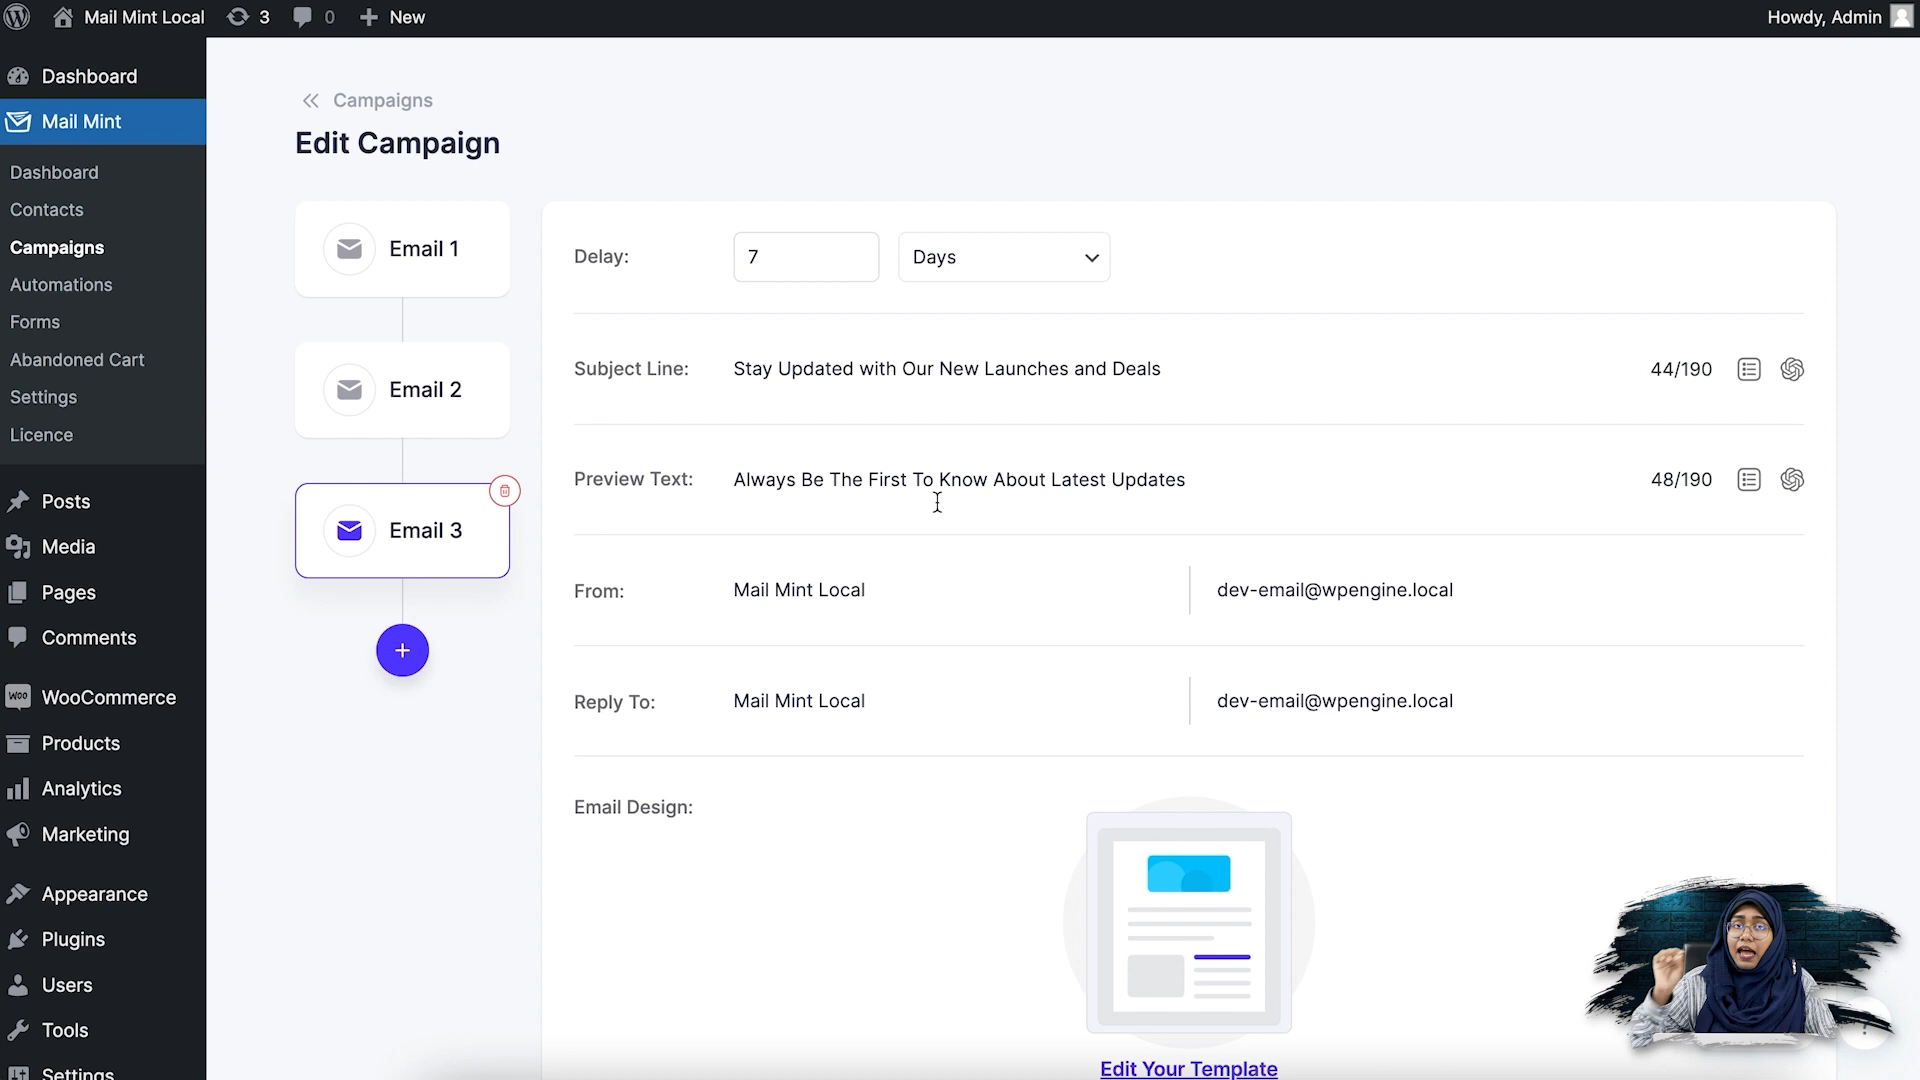 Mail Mint Local 3 0 New Howdy, Admin
Dashboard
Mail Mint
Dashboard
Contacts
Campaigns
Automations
Forms
Abandoned Cart
Settings
Licence
Posts
Media
Pages
Comments
Woo WooCommerce
Products
Analytics
Marketing
Appearance
Plugins
Users
Tools
Settings
Campaigns
Edit Campaign
Email 1
Email 2
Email 3
+
Delay: 7 Days
Subject Line: Stay Updated with Our New Launches and Deals 44/190
Preview Text: Always Be The First To Know About Latest Updates 48/190
From: Mail Mint Local dev-email@wpengine.local
Reply To: Mail Mint Local dev-email@wpengine.local
Email Design:
Edit Your Template